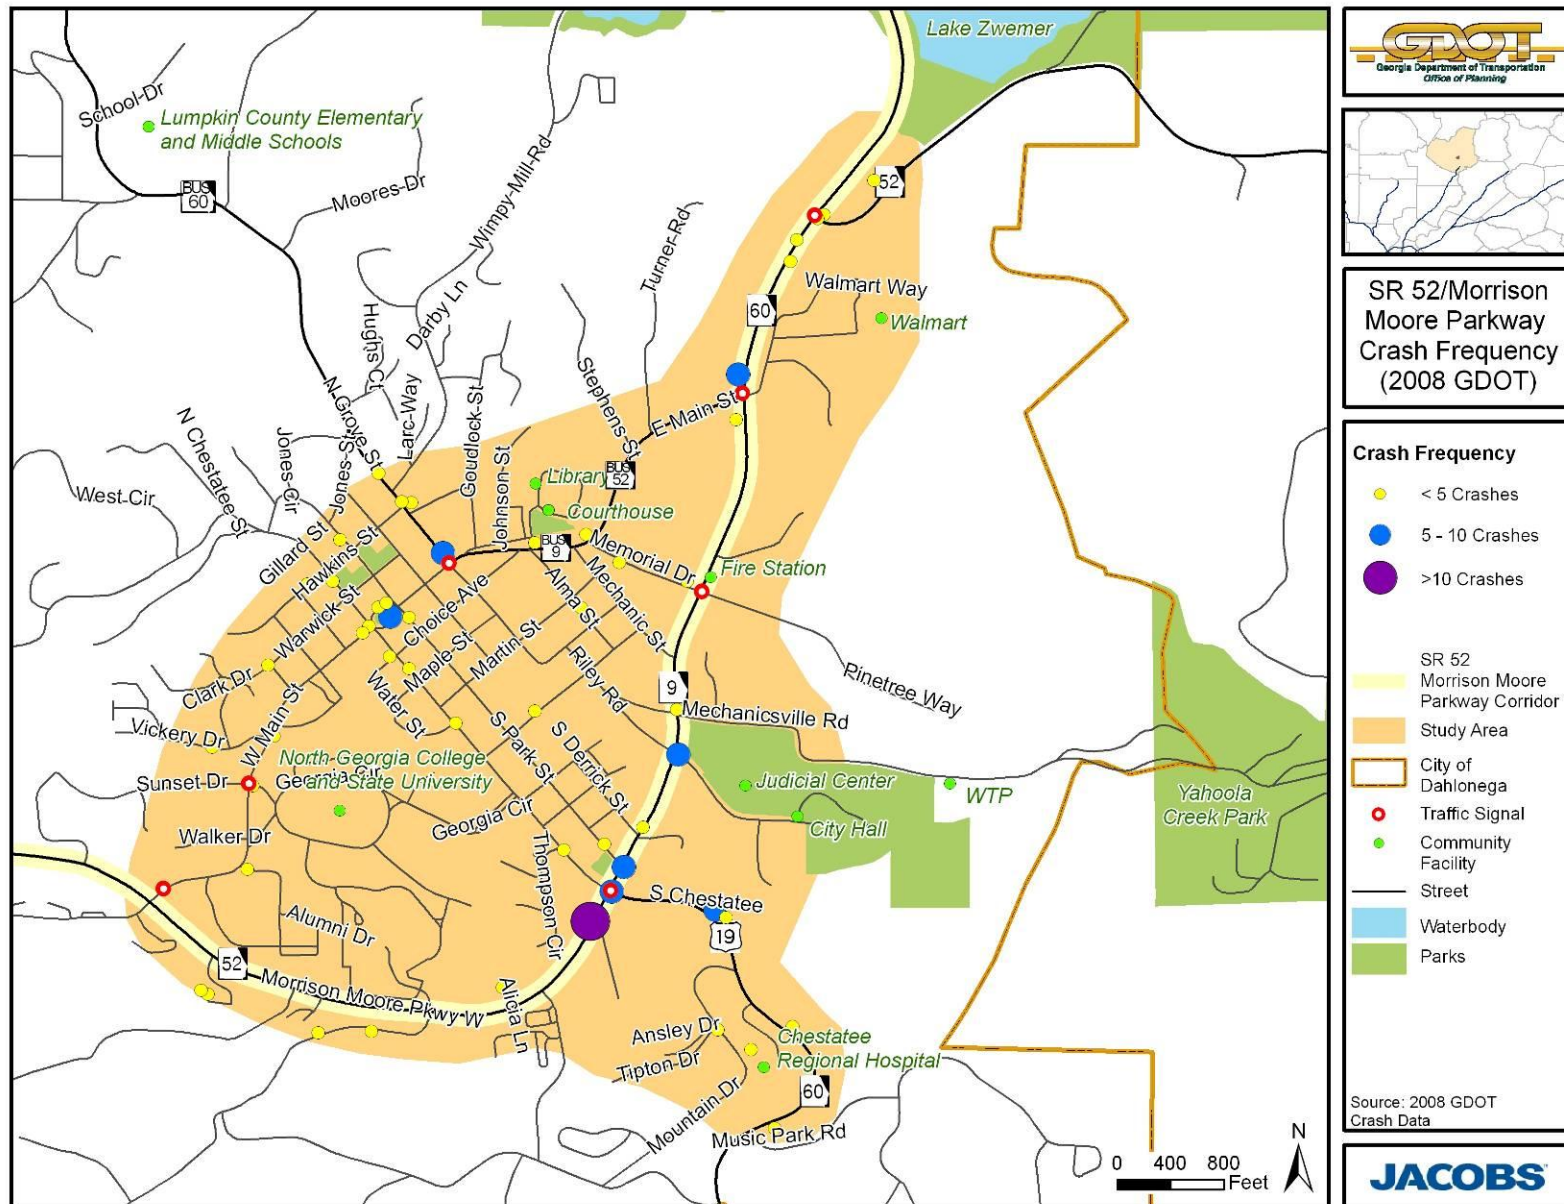 Lake Zwemer
School-Dr
Lumpkin County Elementary
and Middle Schools
BUS
60
Moores-Dr
Wimpy-Mill-Rd
52
Turner-Rd
Walmart Way
60
Walmart
Hughs Ct
Darby Ln
Stephens-St
N-Grove-St
Larc-Way
Goudlock-St
E-Main-St
N Chestatee-St
Jones-Cir
Jones-St
Johnson-St
Library
BUS
52
West-Cir
Courthouse
Gillard St
Hawkins-St
BUS
9
Memorial Dr
Fire Station
Warwick-St
Choice-Ave
Alma St
Mechanic-St
Clark Dr
Maple-St
Martin-St
Riley-Rd
Pinetree-Way
9
Mechanicsville Rd
Vickery Dr
W. Main St
Water St
S-Park-St
S Derrick St
North Georgia College
and State University
Sunset-Dr
Georgia Cir
Judicial Center
WTP
Yahoola
Creek Park
Walker Dr
Georgia Cir
City Hall
Thompson Cir
S Chestatee
19
Alumni Dr
52
Morrison Moore Pkwy W
Alicia Ln
Ansley Dr
Tipton-Dr
Chestatee
Regional Hospital
60
Mountain-Dr
Music Park Rd
0 400 800
Feet
N
GDOT
Georgia Department of Transportation
Office of Planning
SR 52/Morrison
Moore Parkway
Crash Frequency
(2008 GDOT)
Crash Frequency
< 5 Crashes
5 - 10 Crashes
>10 Crashes
SR 52
Morrison Moore
Parkway Corridor
Study Area
City of
Dahlonega
Traffic Signal
Community
Facility
Street
Waterbody
Parks
Source: 2008 GDOT
Crash Data
JACOBS